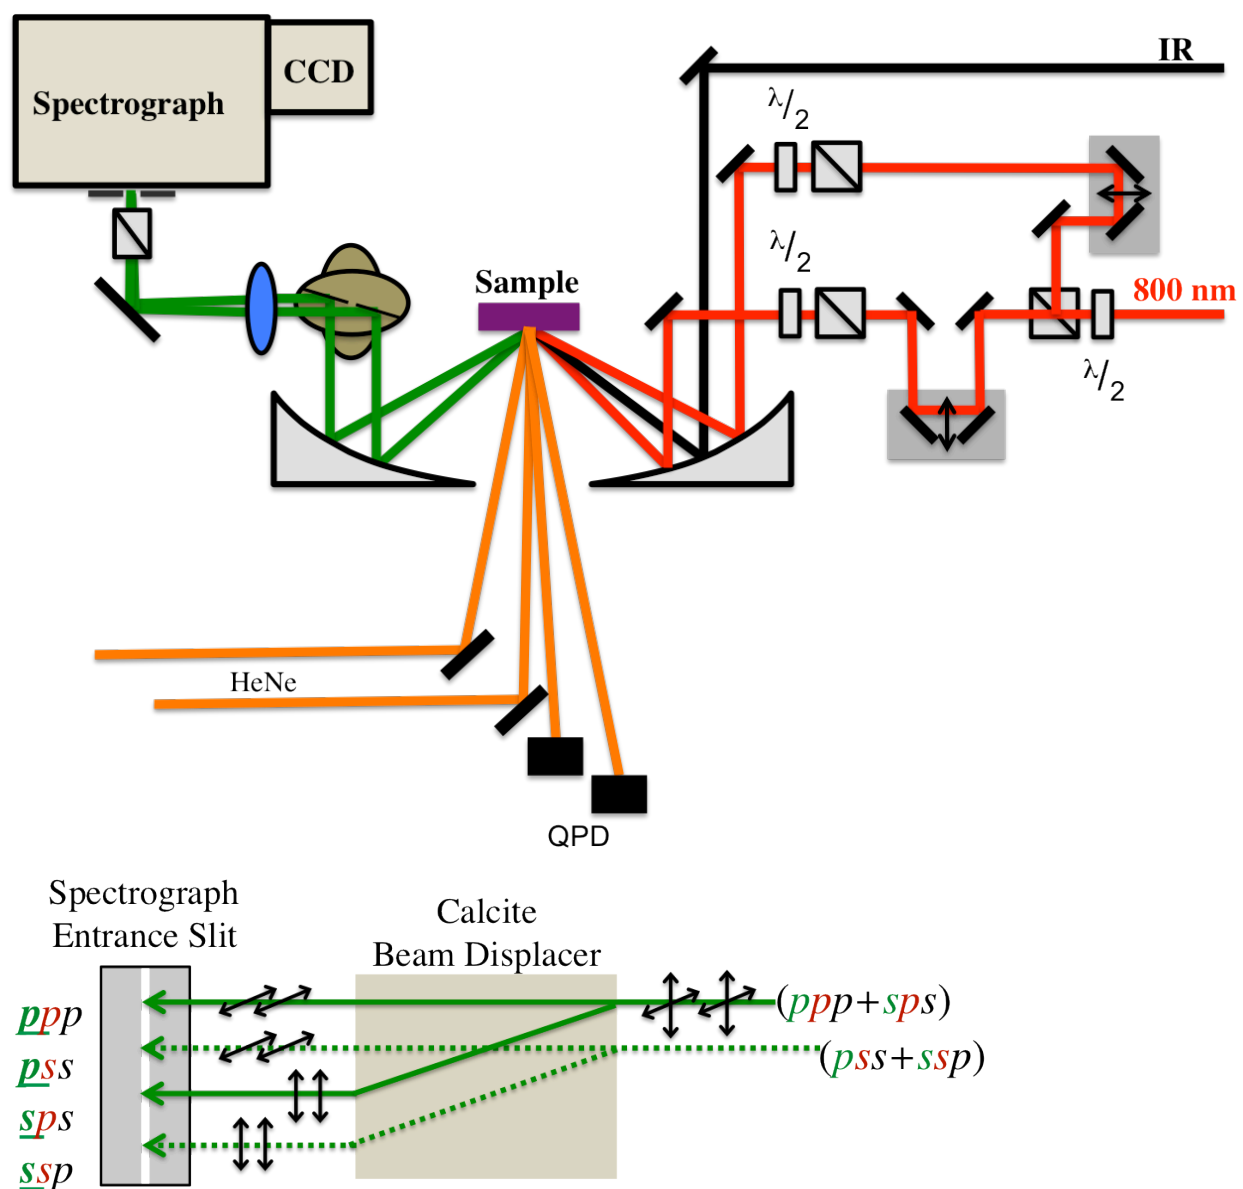 IR
CCD
Spectrograph
λ/2
λ/2
Sample
800 nm
λ/2
HeNe
QPD
Spectrograph
Entrance Slit
Calcite
Beam Displacer
ppp
(ppp+sps)
pss
(pss+ssp)
sps
ssp